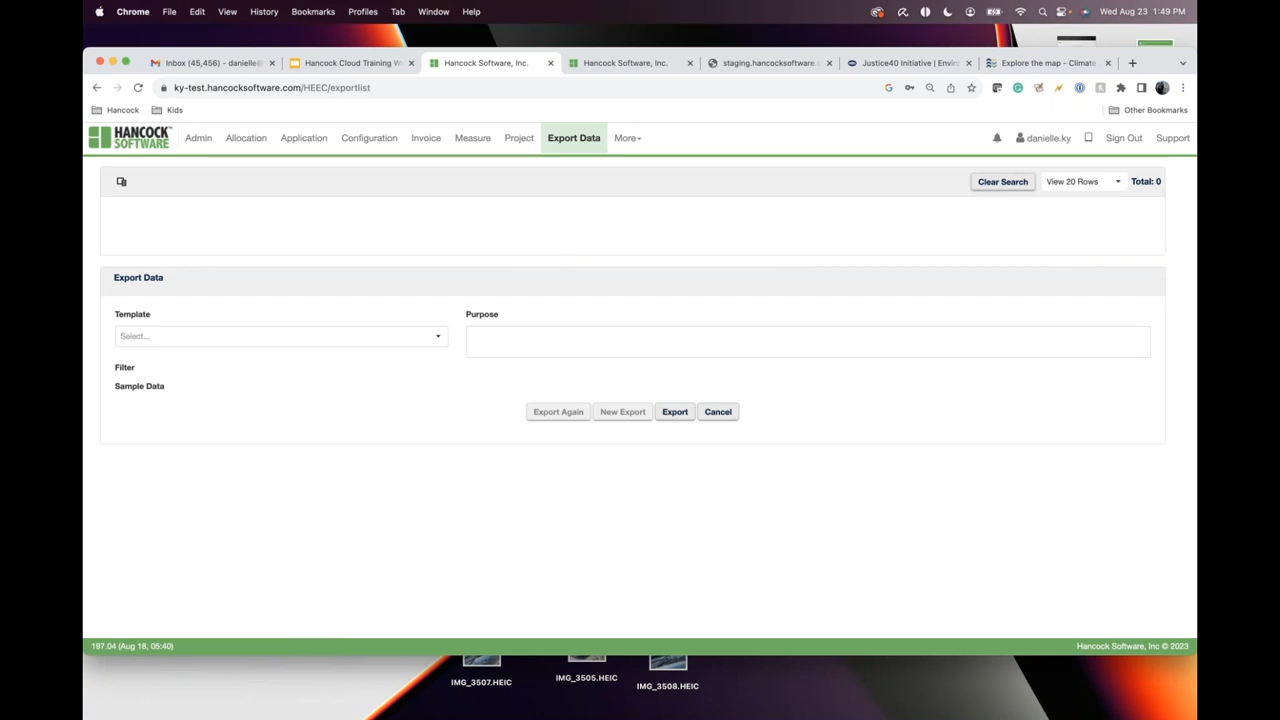 Chrome File Edit View History Bookmarks Profiles Tab Window Help Wed Aug 23 1:49 PM
Inbox (45,456) - danielle@ Hancock Cloud Training W Hancock Software, Inc. Hancock Software, Inc. staging.hancocksoftware.c Justice40 Initiative | Enviro Explore the map - Climate
ky-test.hancocksoftware.com/HEEC/exportlist
Hancock Kids Other Bookmarks
HANCOCK SOFTWARE Admin Allocation Application Configuration Invoice Measure Project Export Data More danielle.ky Sign Out Support
Clear Search View 20 Rows Total: 0
Export Data
Template Purpose
Select...
Filter
Sample Data
Export Again New Export Export Cancel
197.04 (Aug 18, 05:40) Hancock Software, Inc © 2023
IMG_3507.HEIC IMG_3505.HEIC IMG_3508.HEIC